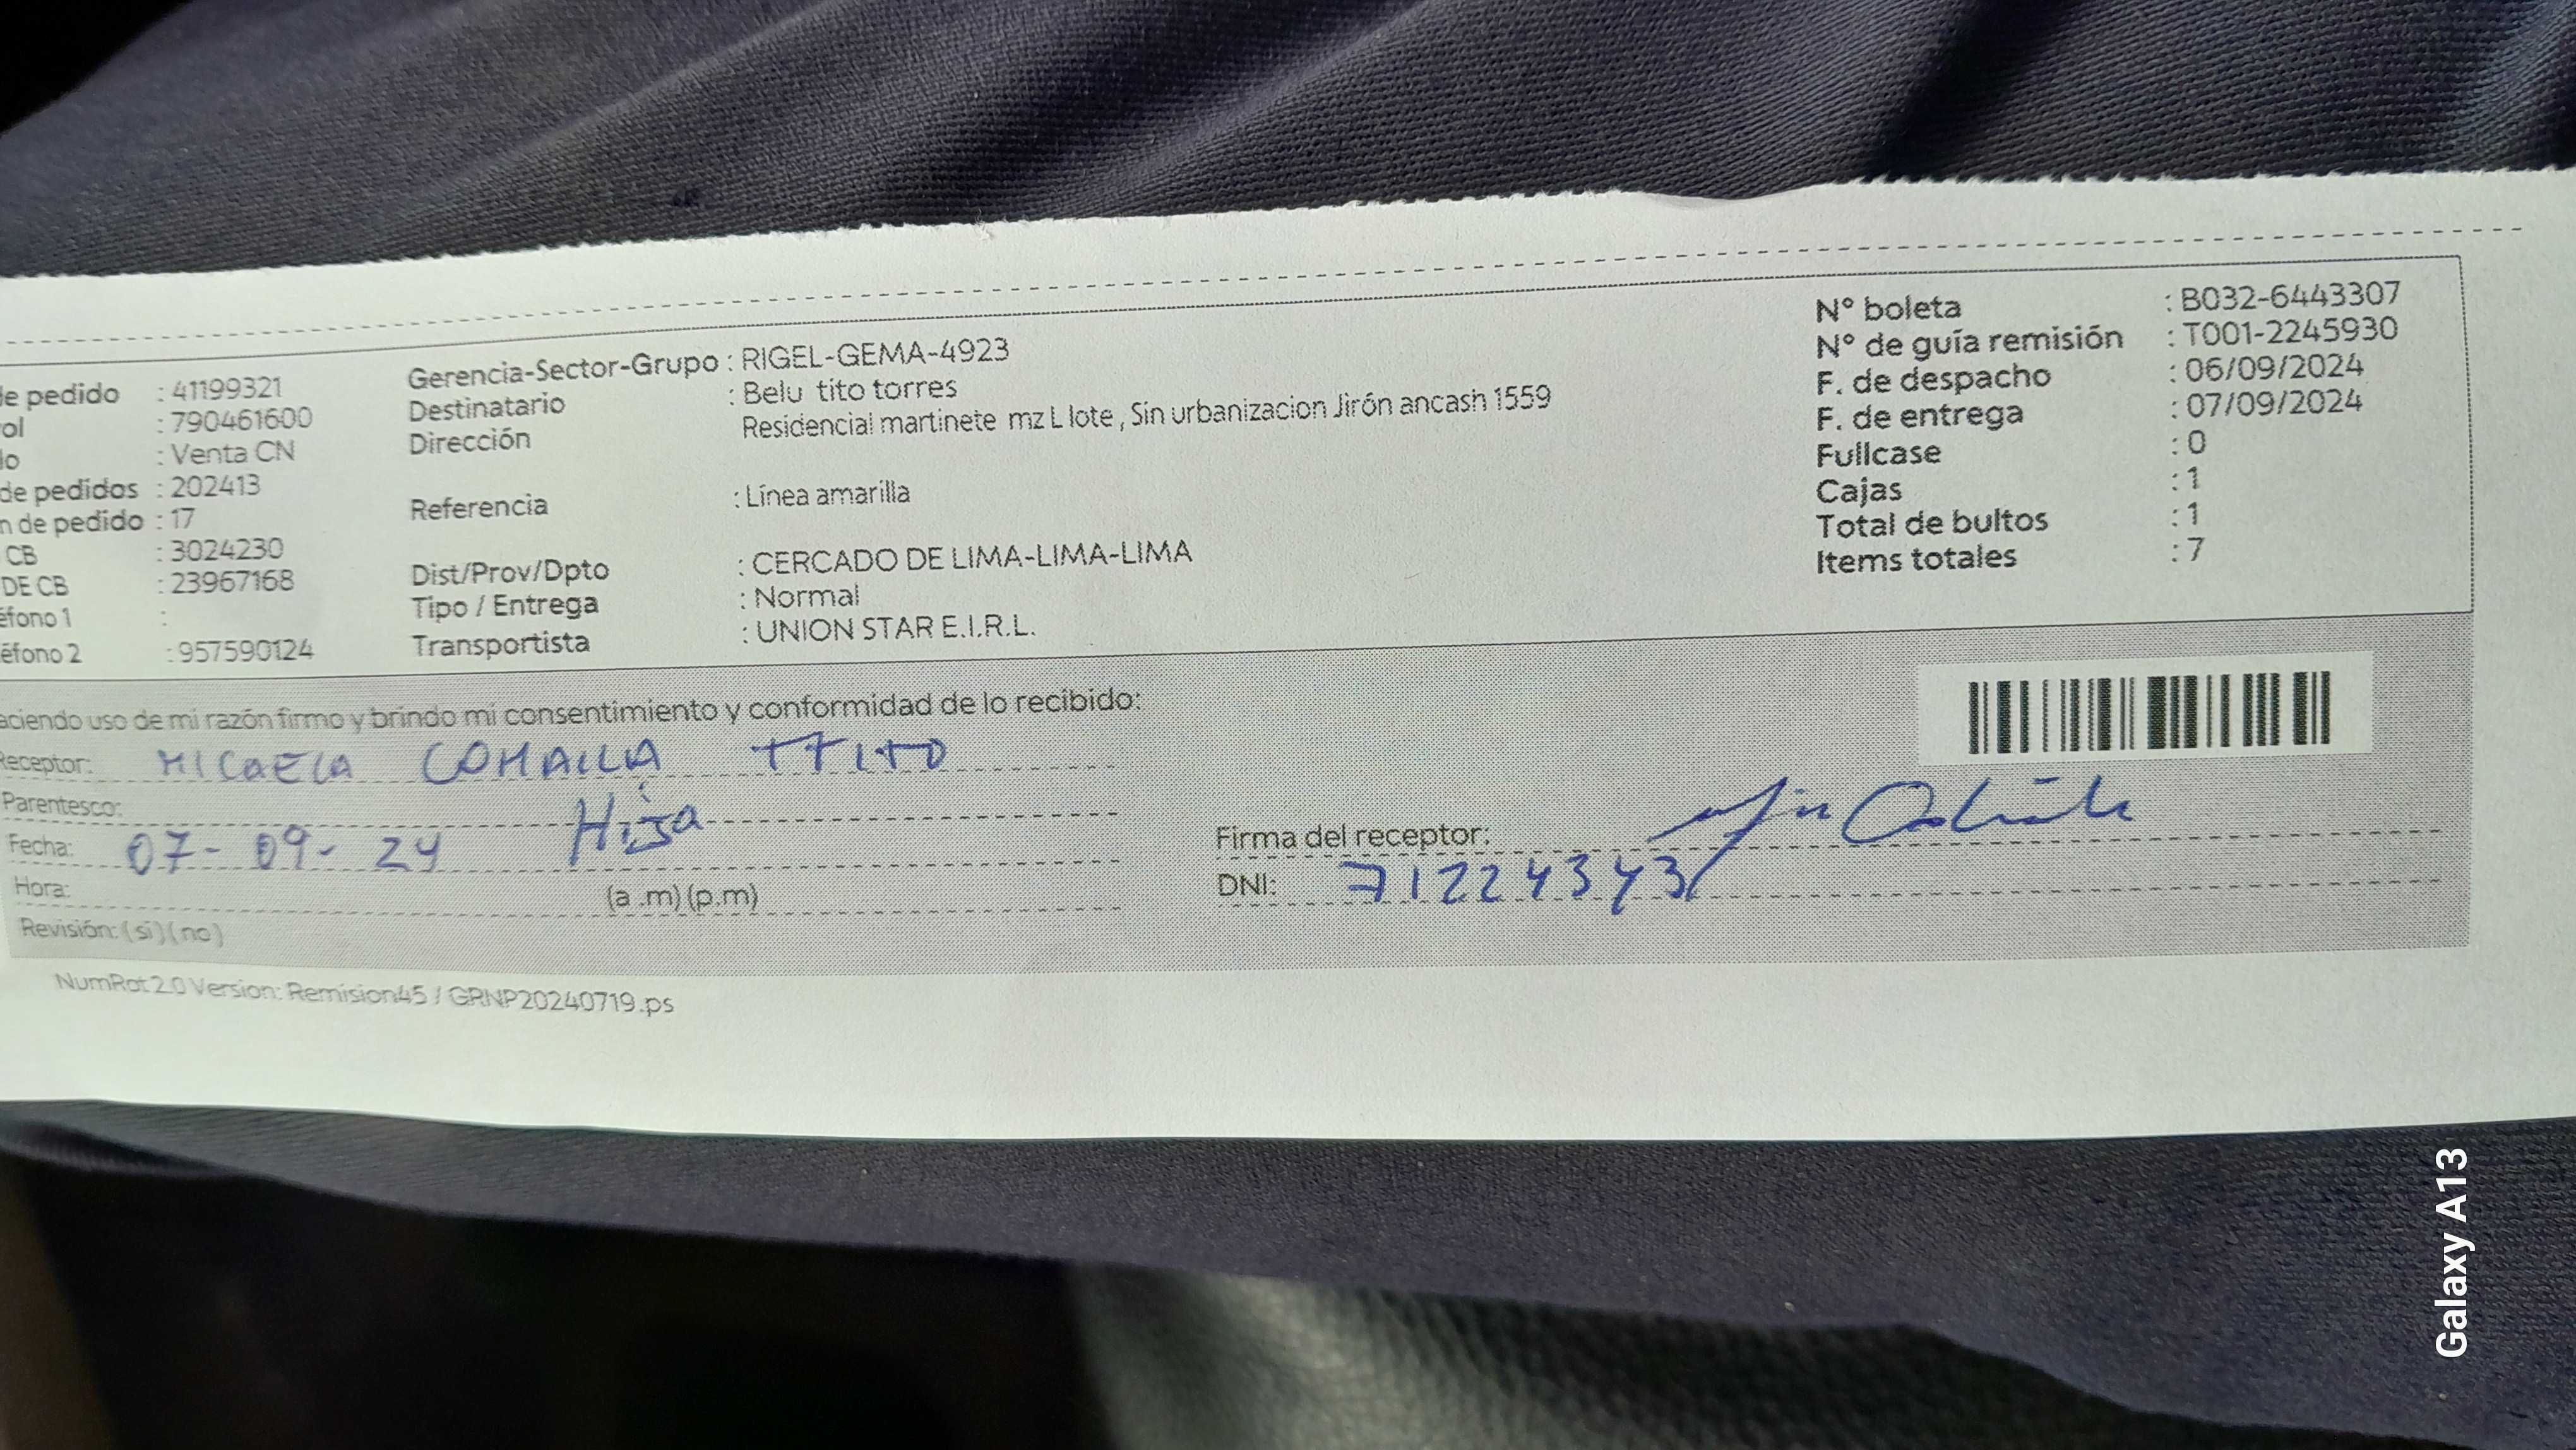 de pedido : 41199321
ol : 790461600
lo : Venta CN
de pedidos : 202413
n de pedido : 17
CB : 3024230
DE CB : 23967168
éfono 1 :
éfono 2 : 957590124
Gerencia-Sector-Grupo : RIGEL-GEMA-4923
Destinatario : Belu tito torres
Dirección Residencial martinete mz L lote , Sin urbanizacion Jirón ancash 1559
Referencia : Línea amarilla
Dist/Prov/Dpto : CERCADO DE LIMA-LIMA-LIMA
Tipo / Entrega : Normal
Transportista : UNION STAR E.I.R.L.
N° boleta : B032-6443307
N° de guía remisión : T001-2245930
F. de despacho : 06/09/2024
F. de entrega : 07/09/2024
Fullcase : 0
Cajas : 1
Total de bultos : 1
Items totales : 7
aciendo uso de mi razón firmo y brindo mi consentimiento y conformidad de lo recibido:
Receptor: MICAELA
Parentesco: Hija
Fecha: 07-09-24
Hora: (a .m) (p.m)
Revisión: (si) (no)
Firma del receptor:
DNI: 71224343
NumRot 2.0 Version: Remision45 / GRNP20240719.ps
Galaxy A13